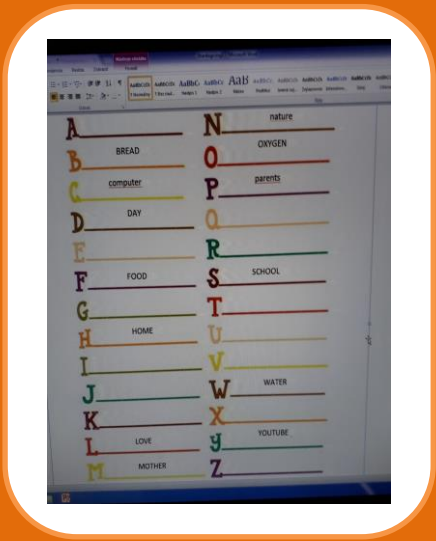 A
B BREAD
C computer
D DAY
E
F FOOD
G
H HOME
I
J
K
L LOVE
M MOTHER
N nature
O OXYGEN
P parents
Q
R
S SCHOOL
T
U
V
W WATER
X
y YOUTUBE
Z